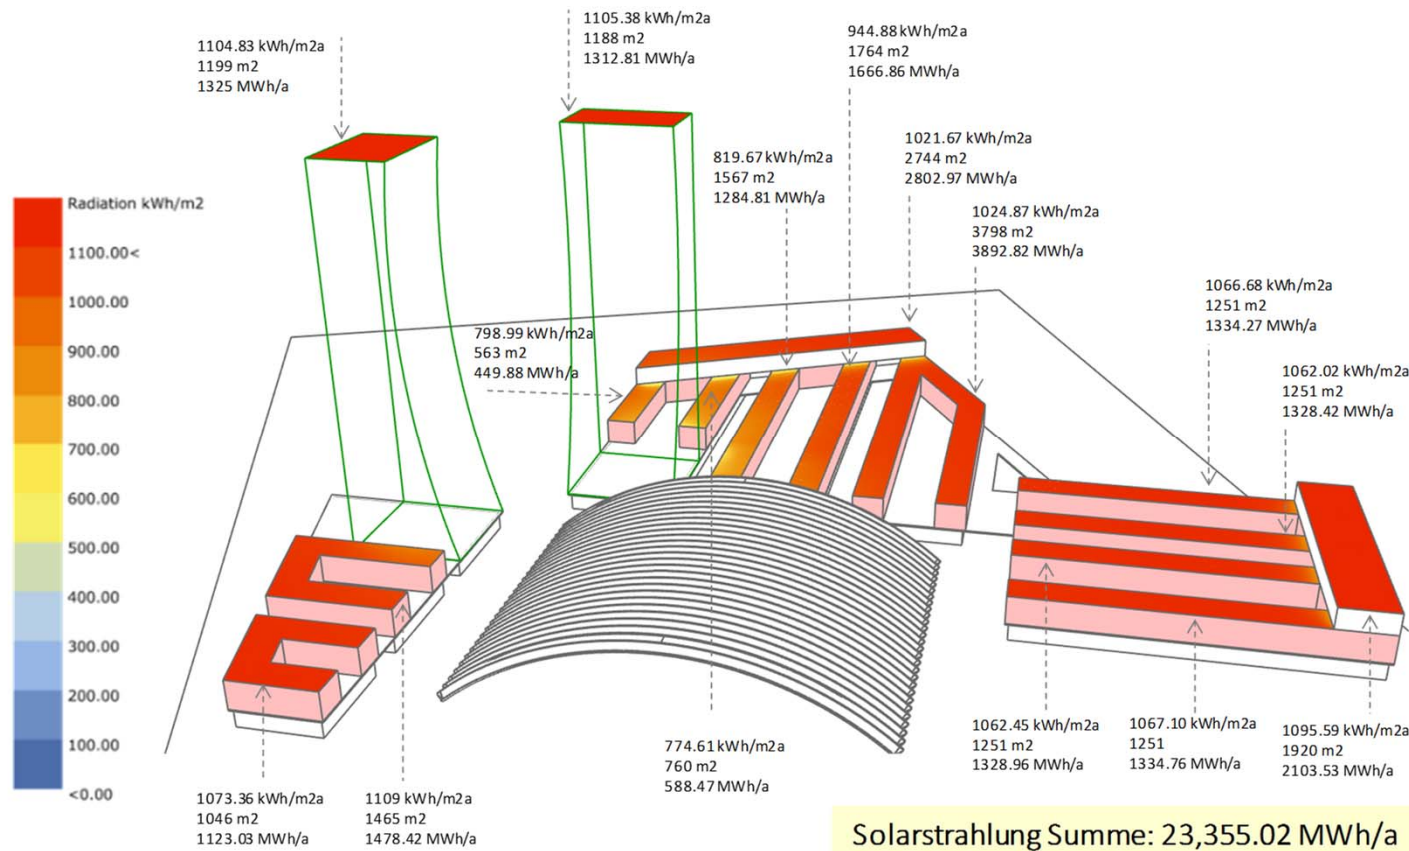 1104.83 kWh/m2a
1199 m2
1325 MWh/a
1105.38 kWh/m2a
1188 m2
1312.81 MWh/a
944.88 kWh/m2a
1764 m2
1666.86 MWh/a
819.67 kWh/m2a
1567 m2
1284.81 MWh/a
1021.67 kWh/m2a
2744 m2
2802.97 MWh/a
1024.87 kWh/m2a
3798 m2
3892.82 MWh/a
1066.68 kWh/m2a
1251 m2
1334.27 MWh/a
1062.02 kWh/m2a
1251 m2
1328.42 MWh/a
798.99 kWh/m2a
563 m2
449.88 MWh/a
Radiation kWh/m2
1100.00<
1000.00
900.00
800.00
700.00
600.00
500.00
400.00
300.00
200.00
100.00
<0.00
1073.36 kWh/m2a
1046 m2
1123.03 MWh/a
1109 kWh/m2a
1465 m2
1478.42 MWh/a
774.61 kWh/m2a
760 m2
588.47 MWh/a
1062.45 kWh/m2a
1251 m2
1328.96 MWh/a
1067.10 kWh/m2a
1251
1334.76 MWh/a
1095.59 kWh/m2a
1920 m2
2103.53 MWh/a
Solarstrahlung Summe: 23,355.02 MWh/a